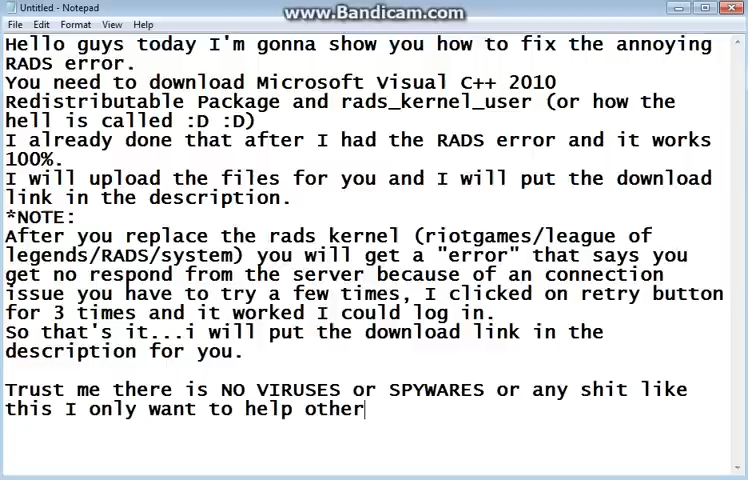 Untitled - Notepad
www.Bandicam.com
File Edit Format View Help
Hello guys today I'm gonna show you how to fix the annoying
RADS error.
You need to download Microsoft Visual C++ 2010
Redistributable Package and rads_kernel_user (or how the
hell is called :D :D)
I already done that after I had the RADS error and it works
100%.
I will upload the files for you and I will put the download
link in the description.
*NOTE:
After you replace the rads kernel (riotgames/league of
legends/RADS/system) you will get a "error" that says you
get no respond from the server because of an connection
issue you have to try a few times, I clicked on retry button
for 3 times and it worked I could log in.
So that's it...i will put the download link in the
description for you.
Trust me there is NO VIRUSES or SPYWARES or any shit like
this I only want to help other